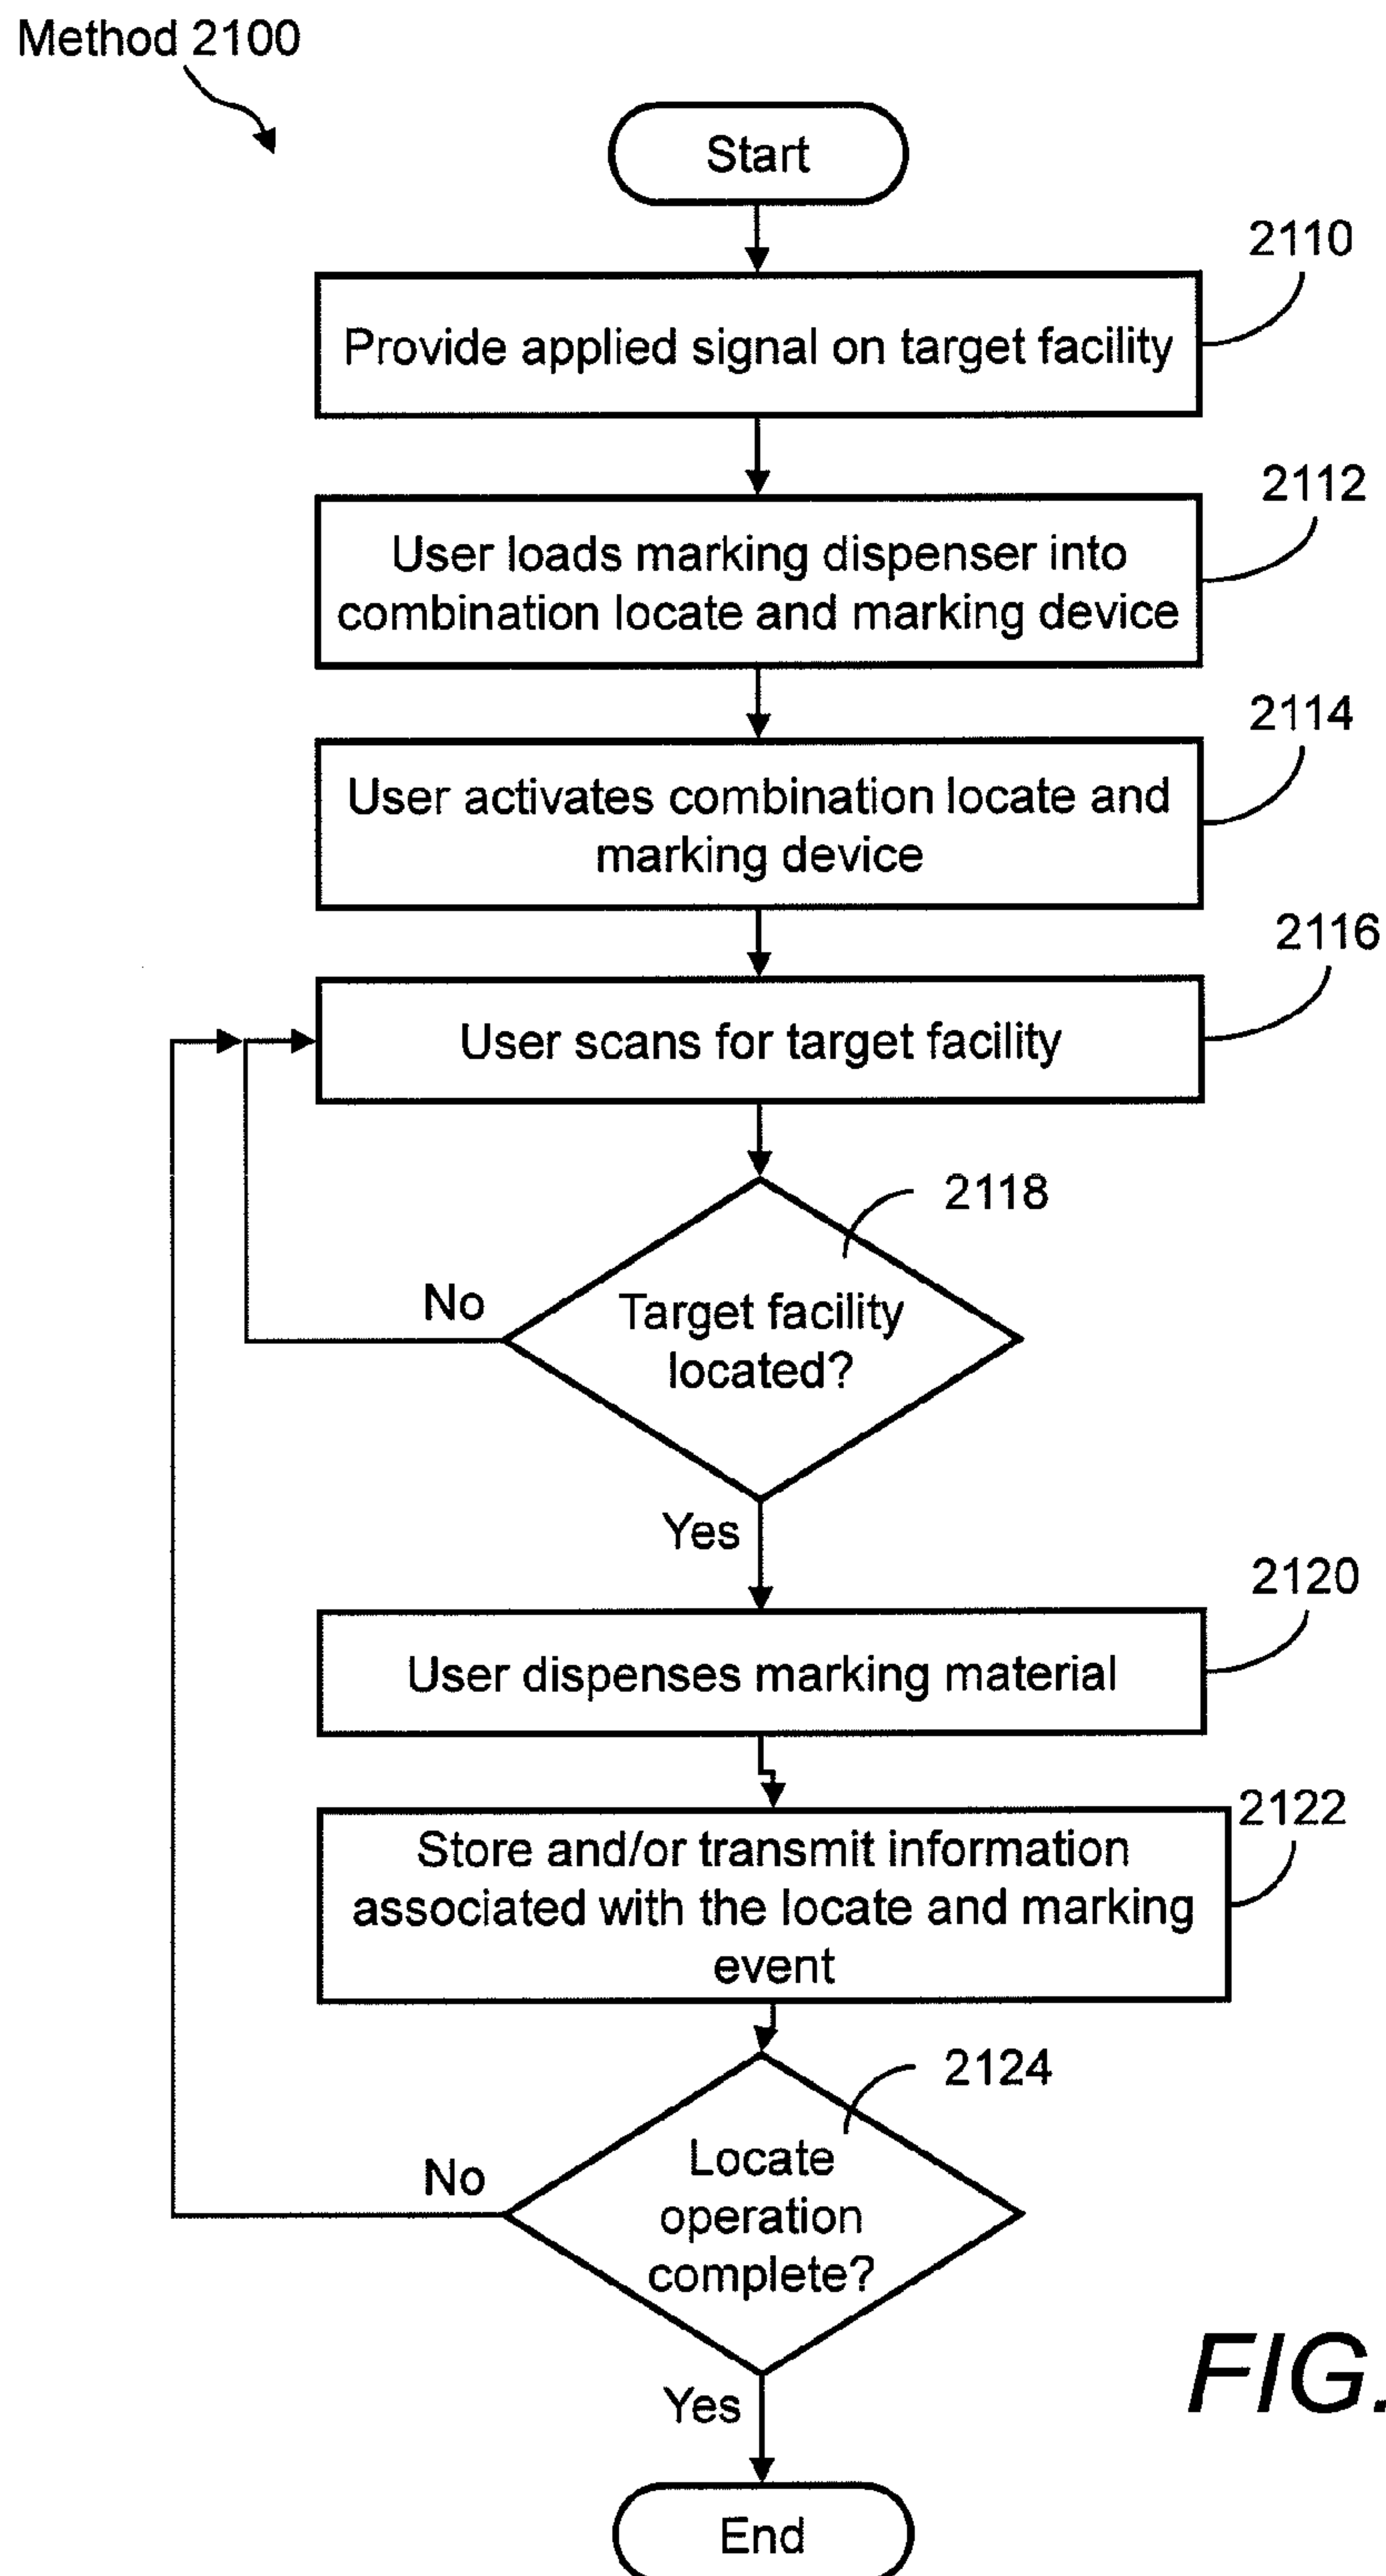 Method 2100
Start
2110
Provide applied signal on target facility
2112
User loads marking dispenser into
combination locate and marking device
2114
User activates combination locate and
marking device
2116
User scans for target facility
2118
No
Target facility
located?
Yes
2120
User dispenses marking material
2122
Store and/or transmit information
associated with the locate and marking
event
2124
No
Locate
operation
complete?
Yes
FIG.
End